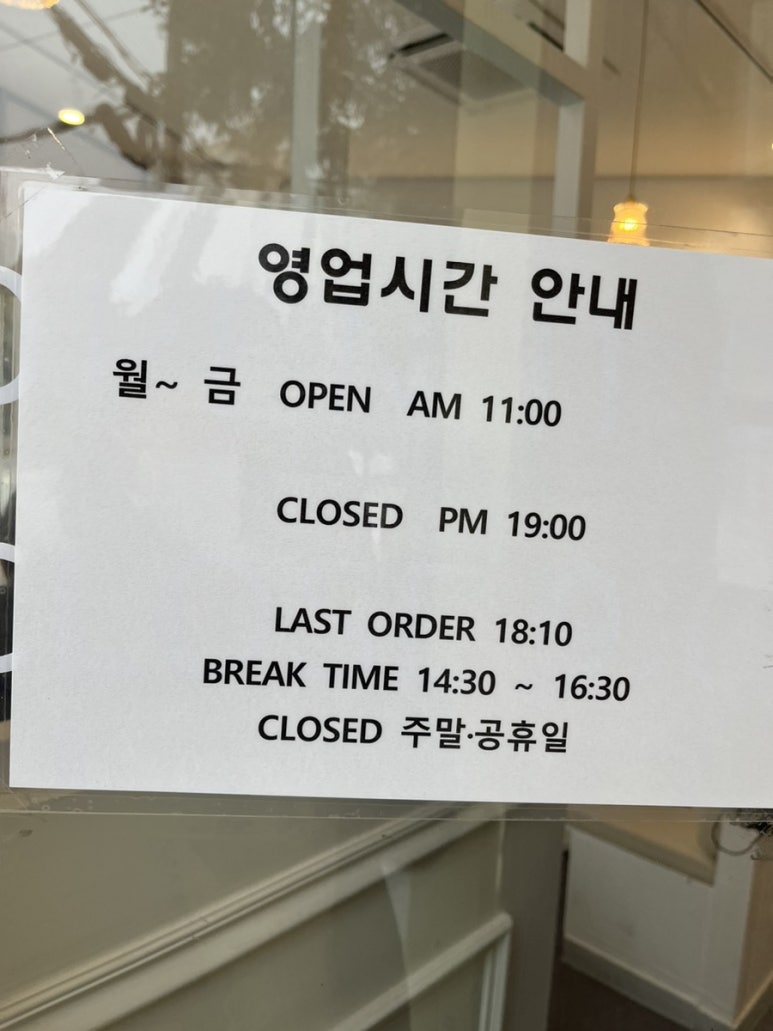 영업시간 안내
월~ 금 OPEN AM 11:00
CLOSED PM 19:00
LAST ORDER 18:10
BREAK TIME 14:30 ~ 16:30
CLOSED 주말·공휴일